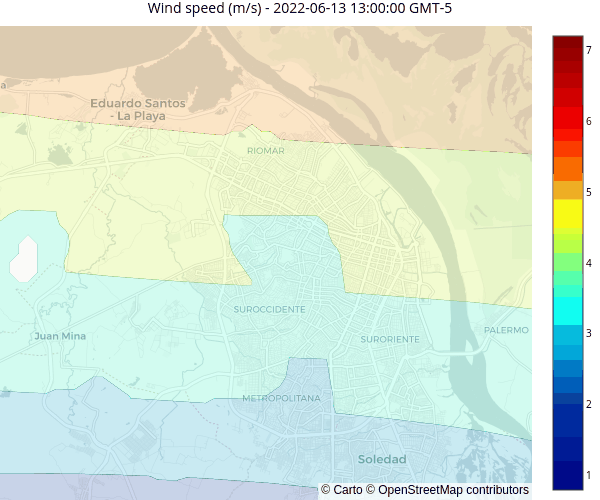 Wind speed (m/s) - 2022-06-13 13:00:00 GMT-5
7
a
Eduardo Santos
- La Playa
6
RIOMAR
5
4
SUROCCIDENTE
PALERMO
Juan Mina
SURORIENTE
3
METROPOLITANA
2
Soledad
1
© Carto © OpenStreetMap contributors